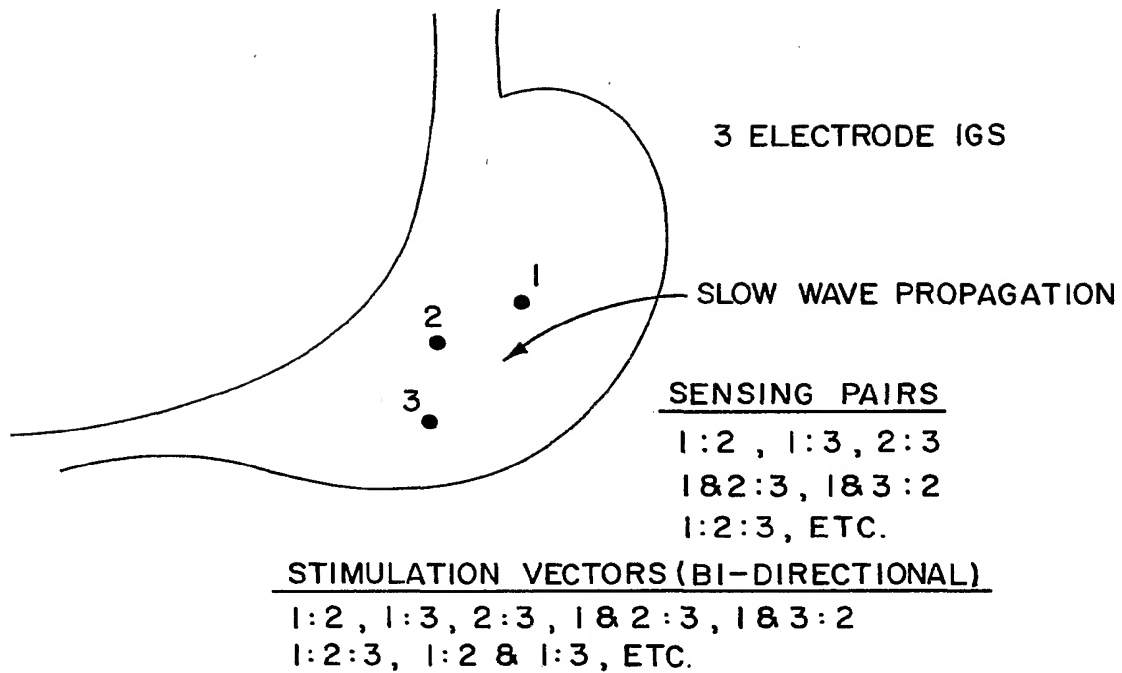 3 ELECTRODE IGS
1
SLOW WAVE PROPAGATION
2
3
SENSING PAIRS
1:2, 1:3, 2:3
1&2:3, 1&3:2
1:2:3, ETC.
STIMULATION VECTORS (BI-DIRECTIONAL)
1:2, 1:3, 2:3, 1&2:3, 1&3:2
1:2:3, 1:2 & 1:3, ETC.